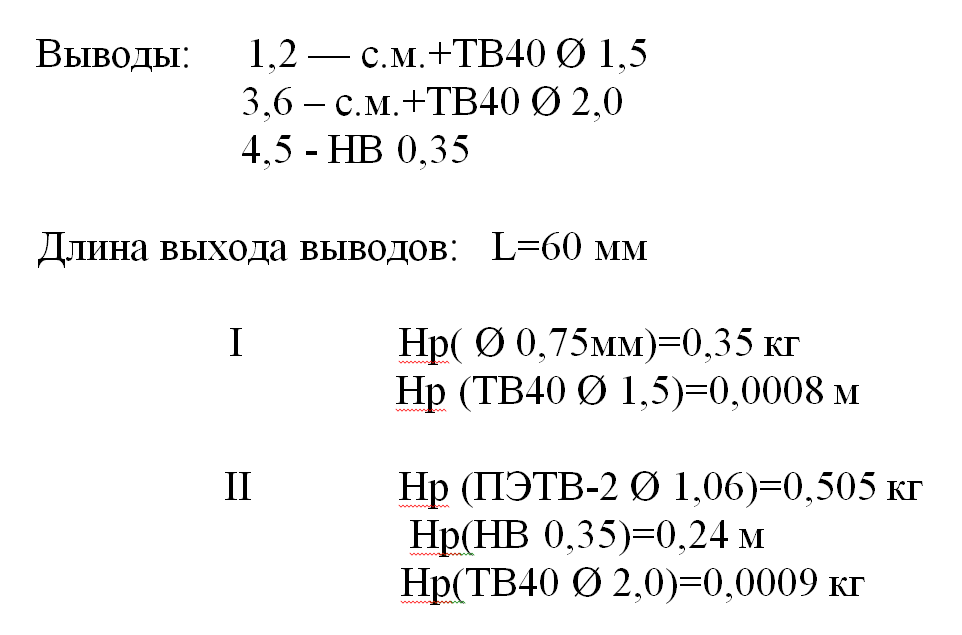 Выводы: 1,2 — с.м.+ТВ40 Ø 1,5
3,6 – с.м.+ТВ40 Ø 2,0
4,5 - НВ 0,35
Длина выхода выводов: L=60 мм
I Нр( Ø 0,75мм)=0,35 кг
Нр (ТВ40 Ø 1,5)=0,0008 м
II Нр (ПЭТВ-2 Ø 1,06)=0,505 кг
Нр(НВ 0,35)=0,24 м
Нр(ТВ40 Ø 2,0)=0,0009 кг